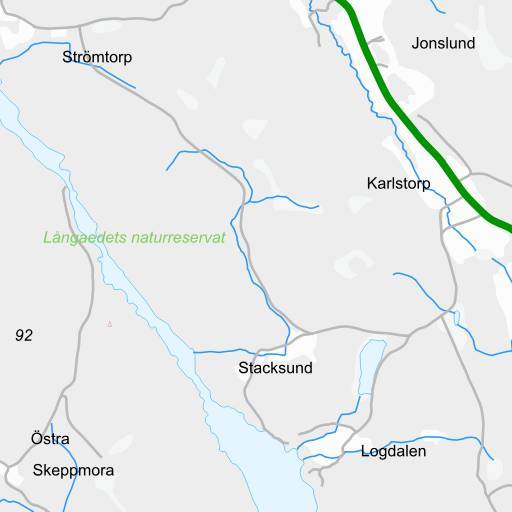 Jonslund
Strömtorp
Karlstorp
Långaedets naturreservat
92
Stacksund
Östra
Skeppmora
Logdalen